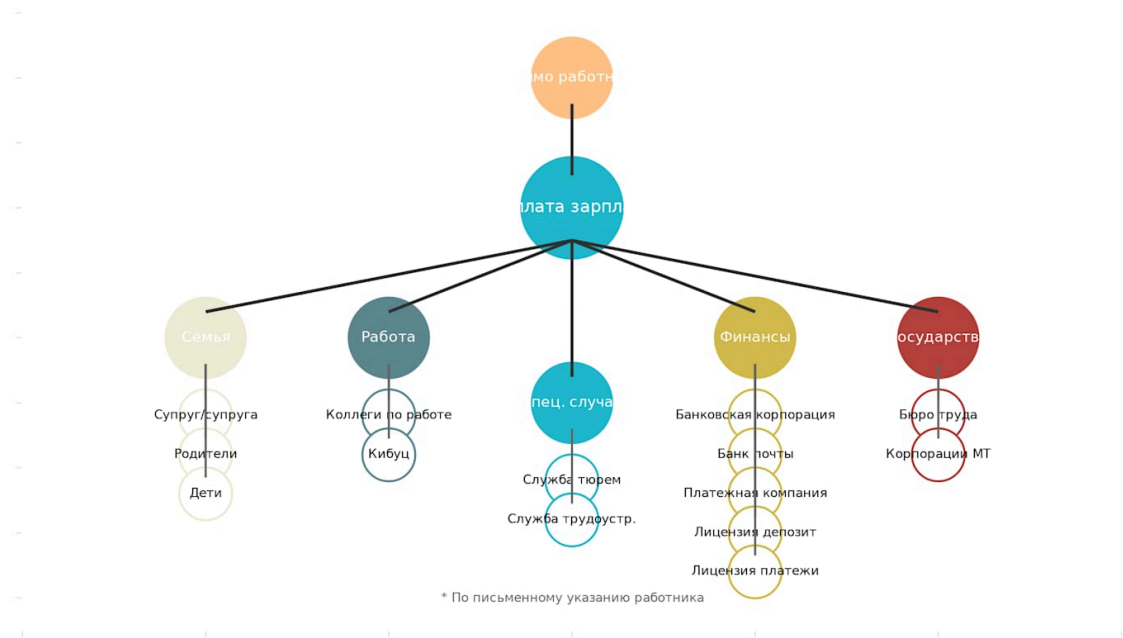 плата зарпл
Семья
Работа
Финансы
Супруг/супруга
Родители
Дети
Коллеги по работе
Кибуц
Служба тюрем
Служба трудоустр.
Банковская корпорация
Банк почты
Платежная компания
Лицензия депозит
Лицензия платежи
осударств
Бюро труда
Корпорации МТ
пец. случа
мо работн
* По письменному указанию работника